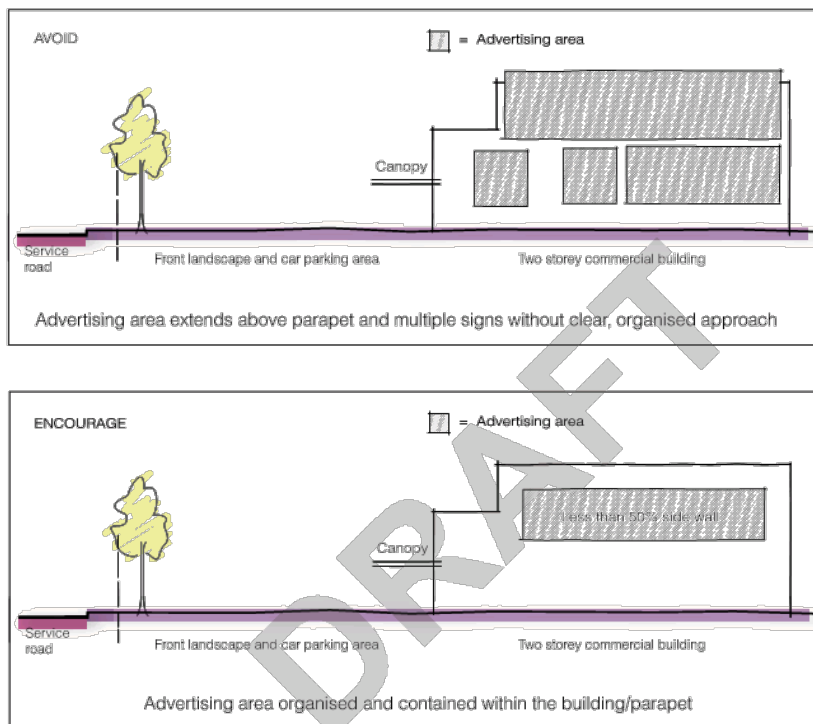 AVOID
= Advertising area
Canopy
Service
road
Front landscape and car parking area
Two storey commercial building
Advertising area extends above parapet and multiple signs without clear, organised approach
ENCOURAGE
= Advertising area
Less than 50% side wall
Canopy
Service
road
Front landscape and car parking area
Two storey commercial building
Advertising area organised and contained within the building/parapet
DRAFT